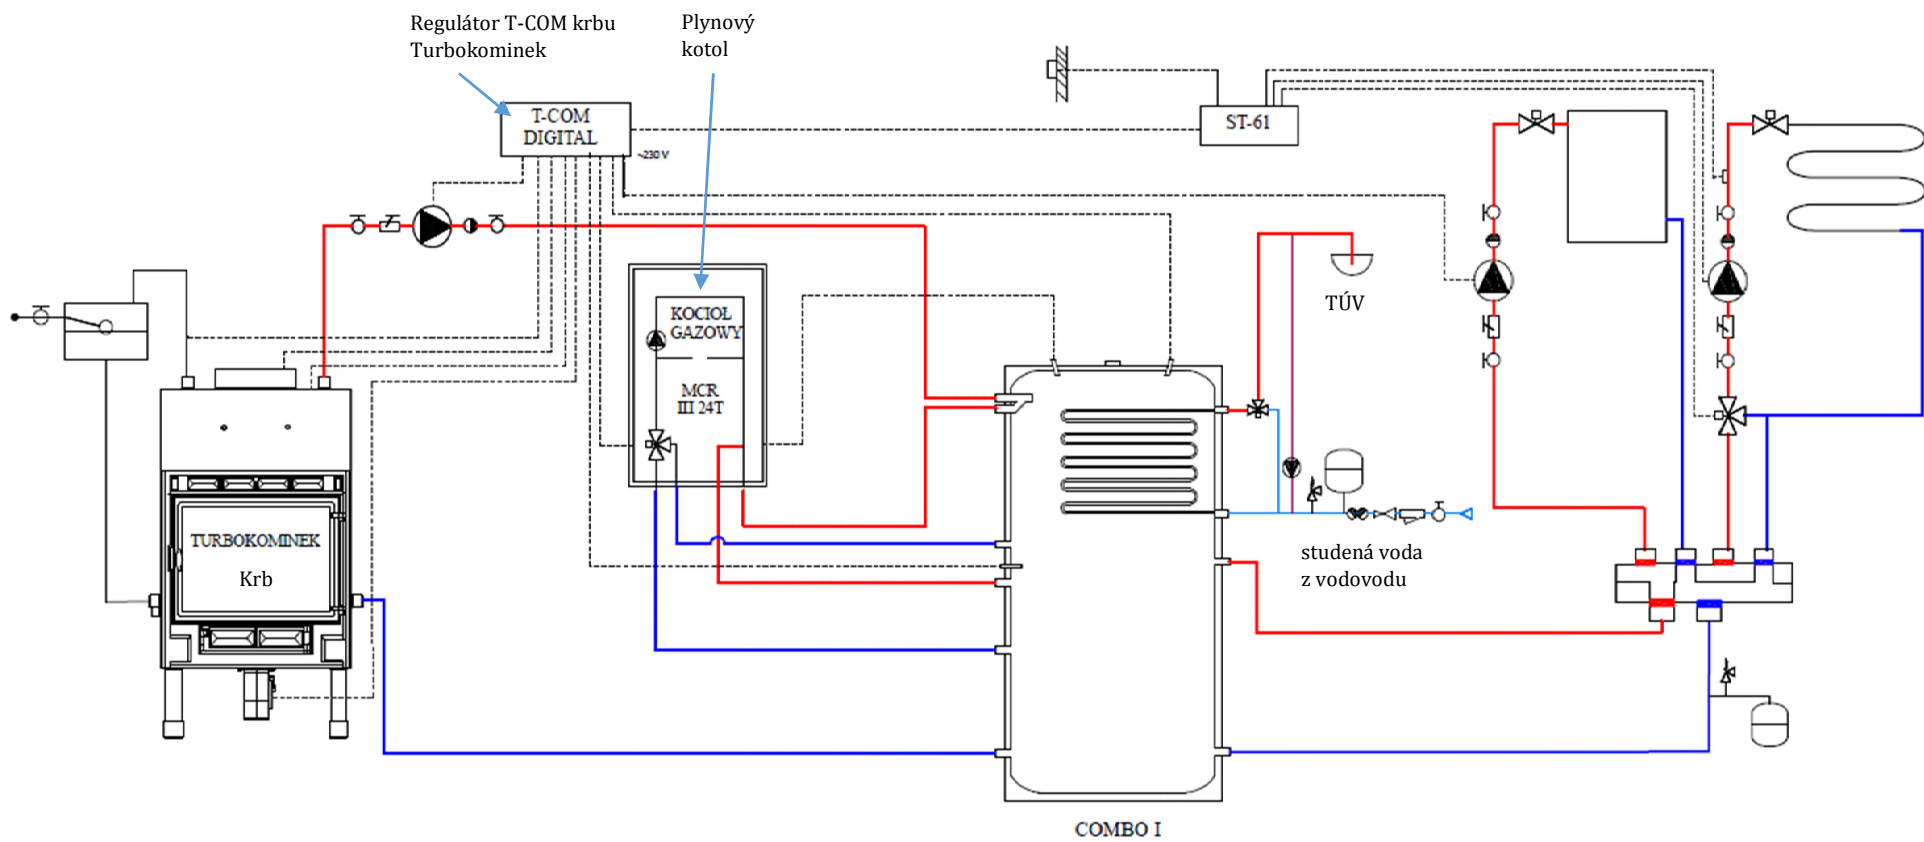 Regulátor T-COM krbu
Turbokominek
Plynový
kotol
T-COM
DIGITAL
~230 V
ST-61
KOCIOŁ
GAZOWY
MCR
III 24T
TÚV
TURBOKOMINEK
Krb
studená voda
z vodovodu
COMBO I